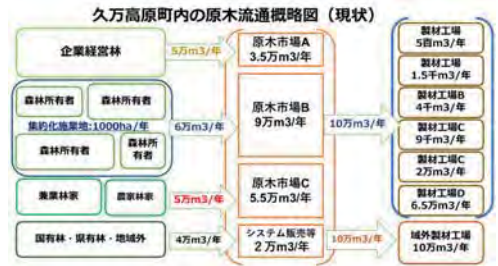 久万高原町内の原木流通概略図（現状）
企業経営林
5万m3/年
原木市場A
3.5万m3/年
森林所有者
森林所有者
集約化施業地:1000ha/年
森林所有者
森林所
有者
6万m3/年
原木市場B
9万m3/年
10万m3/年
兼業林家
農家林家
5万m3/年
原木市場C
5.5万m3/年
国有林・県有林・地域外
4万m3/年
システム販売等
2万m3/年
10万m3/年
製材工場
5百m3/年
製材工場
1.5千m3/年
製材工場B
4千m3/年
製材工場C
9千m3/年
製材工場C
2万m3/年
製材工場D
6.5万m3/年
域外製材工場
10万m3/年